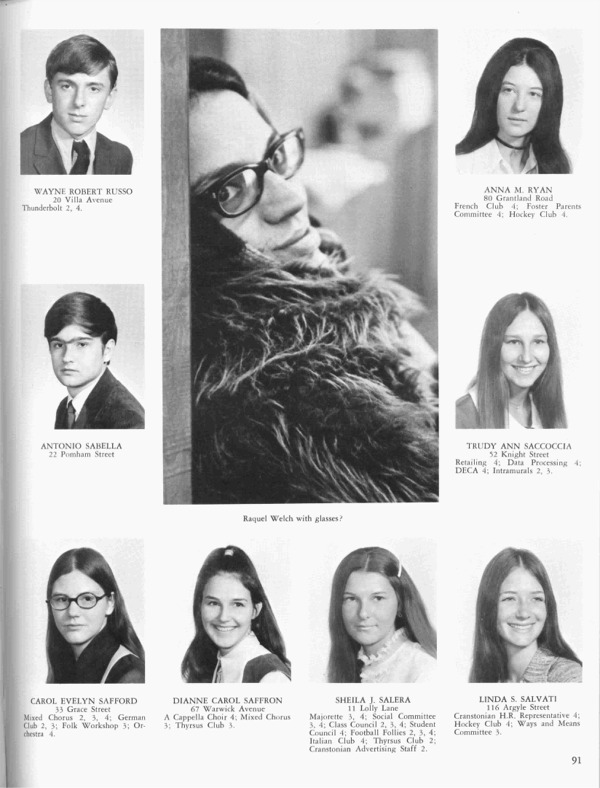 WAYNE ROBERT RUSSO
20 Villa Avenue
Thunderbolt 2, 4.
ANNA M. RYAN
80 Grantland Road
French Club 4; Foster Parents
Committee 4; Hockey Club 4.
ANTONIO SABELLA
22 Pomham Street
TRUDY ANN SACCOCCIA
52 Knight Street
Retailing 4; Data Processing 4;
DECA 4; Intramurals 2, 3.
Raquel Welch with glasses?
CAROL EVELYN SAFFORD
33 Grace Street
Mixed Chorus 2, 3, 4; German
Club 2, 3; Folk Workshop 3; Or-
chestra 4.
DIANNE CAROL SAFFRON
67 Warwick Avenue
A Cappella Choir 4; Mixed Chorus
3; Thyrsus Club 3.
SHEILA J. SALERA
11 Lolly Lane
Majorette 3, 4; Social Committee
3, 4; Class Council 2, 3, 4; Student
Council 4; Football Follies 2, 3, 4;
Italian Club 4; Thyrsus Club 2;
Cranstonian Advertising Staff 2.
LINDA S. SALVATI
116 Argyle Street
Cranstonian H.R. Representative 4;
Hockey Club 4; Ways and Means
Committee 3.
91